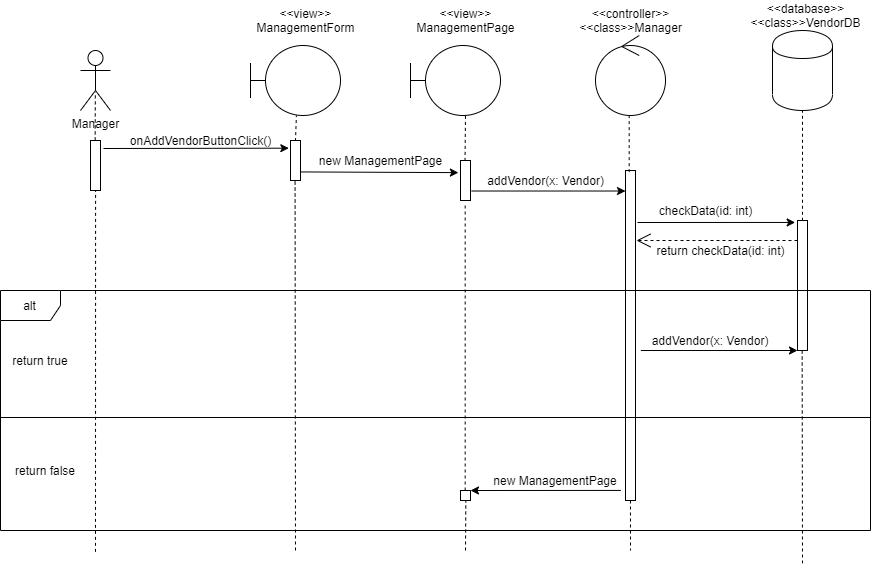 <<view>>
ManagementForm
<<view>>
ManagementPage
<<controller>>
<<class>>Manager
<<database>>
<<class>>VendorDB
Manager
onAddVendorButtonClick()
new ManagementPage
addVendor(x: Vendor)
checkData(id: int)
return checkData(id: int)
alt
addVendor(x: Vendor)
return true
return false
new ManagementPage